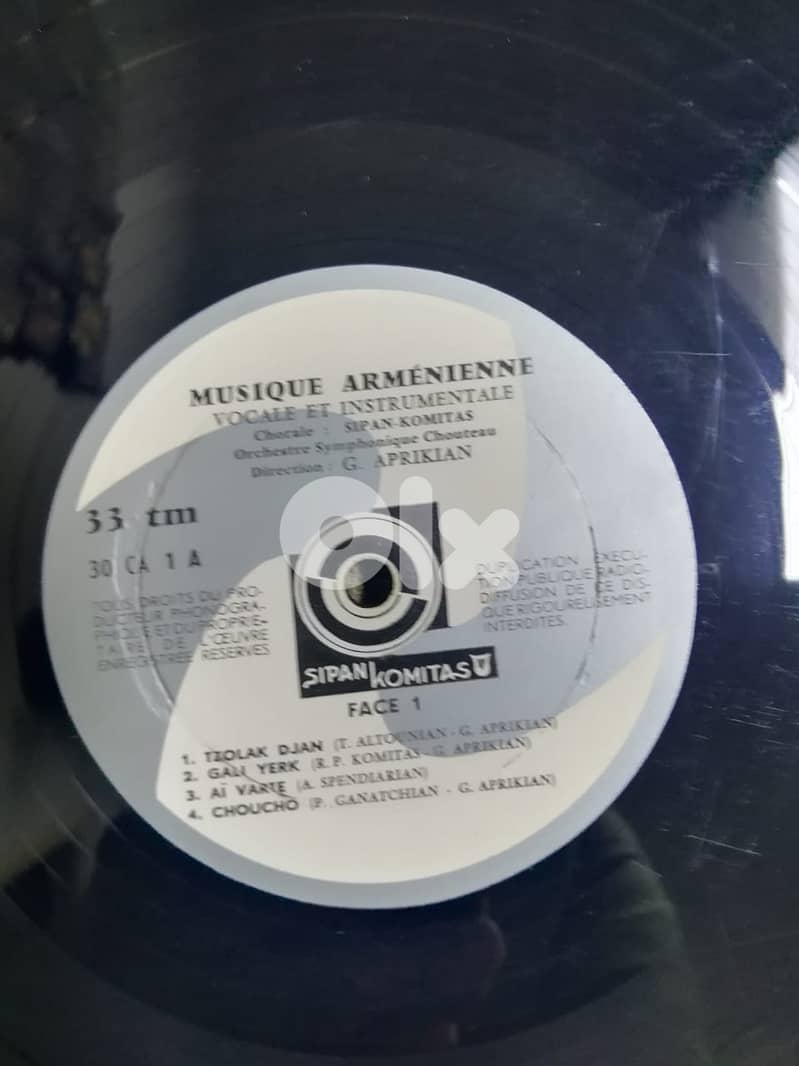 MUSIQUE ARMÉNIENNE
VOCALE ET INSTRUMENTALE
Chorale : SIPAN-KOMITAS
Orchestre Symphonique Chouteau
Direction : G. APRIKIAN
33 tm
30 CA 1 A
TOUS DROITS DU PRO-
DUCTEUR PHONOGRA-
PHIQUE ET DU PROPRIE-
TAIRE DE L'ŒUVRE
ENREGISTREE RESERVES
DUPLICATION EXECU-
TION PUBLIQUE RADIO-
DIFFUSION DE CE DIS-
QUE RIGOUREUSEMENT
INTERDITES.
olx
SIPAN KOMITAS
FACE 1
1. TZOLAK DJAN (T. ALTOUNIAN - G. APRIKIAN)
2. GALI YERK (R.P. KOMITAS - G. APRIKIAN)
3. AÏ VARTE (A. SPENDIARIAN)
4. CHOUCHÔ (P. GANATCHIAN - G. APRIKIAN)